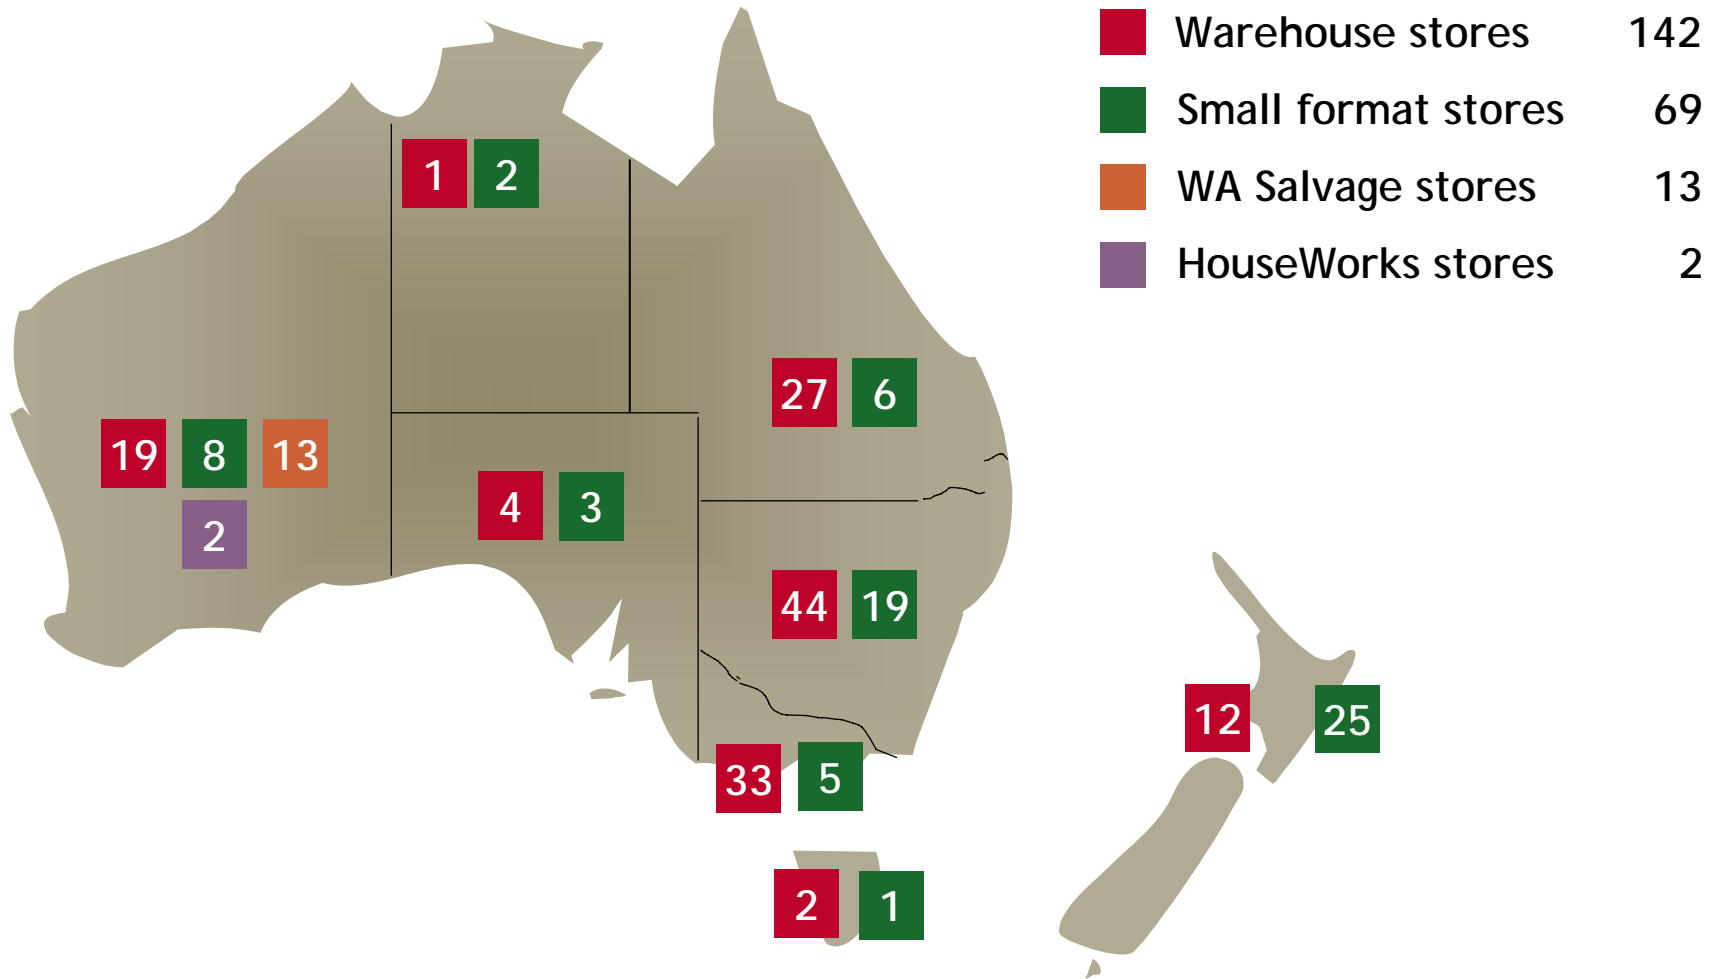 Warehouse stores 142
Small format stores 69
WA Salvage stores 13
HouseWorks stores 2
1 2
27 6
19 8 13
2
4 3
44 19
12 25
33 5
2 1